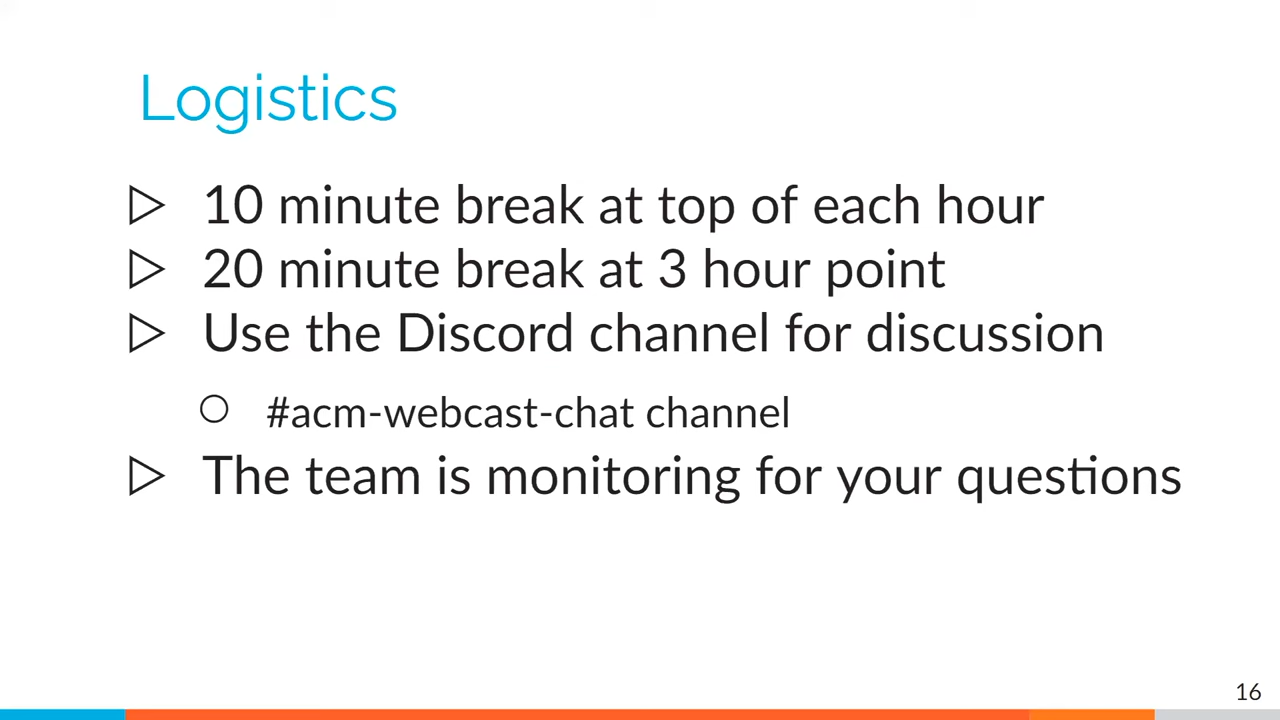 Logistics
10 minute break at top of each hour
20 minute break at 3 hour point
Use the Discord channel for discussion
#acm-webcast-chat channel
The team is monitoring for your questions
16